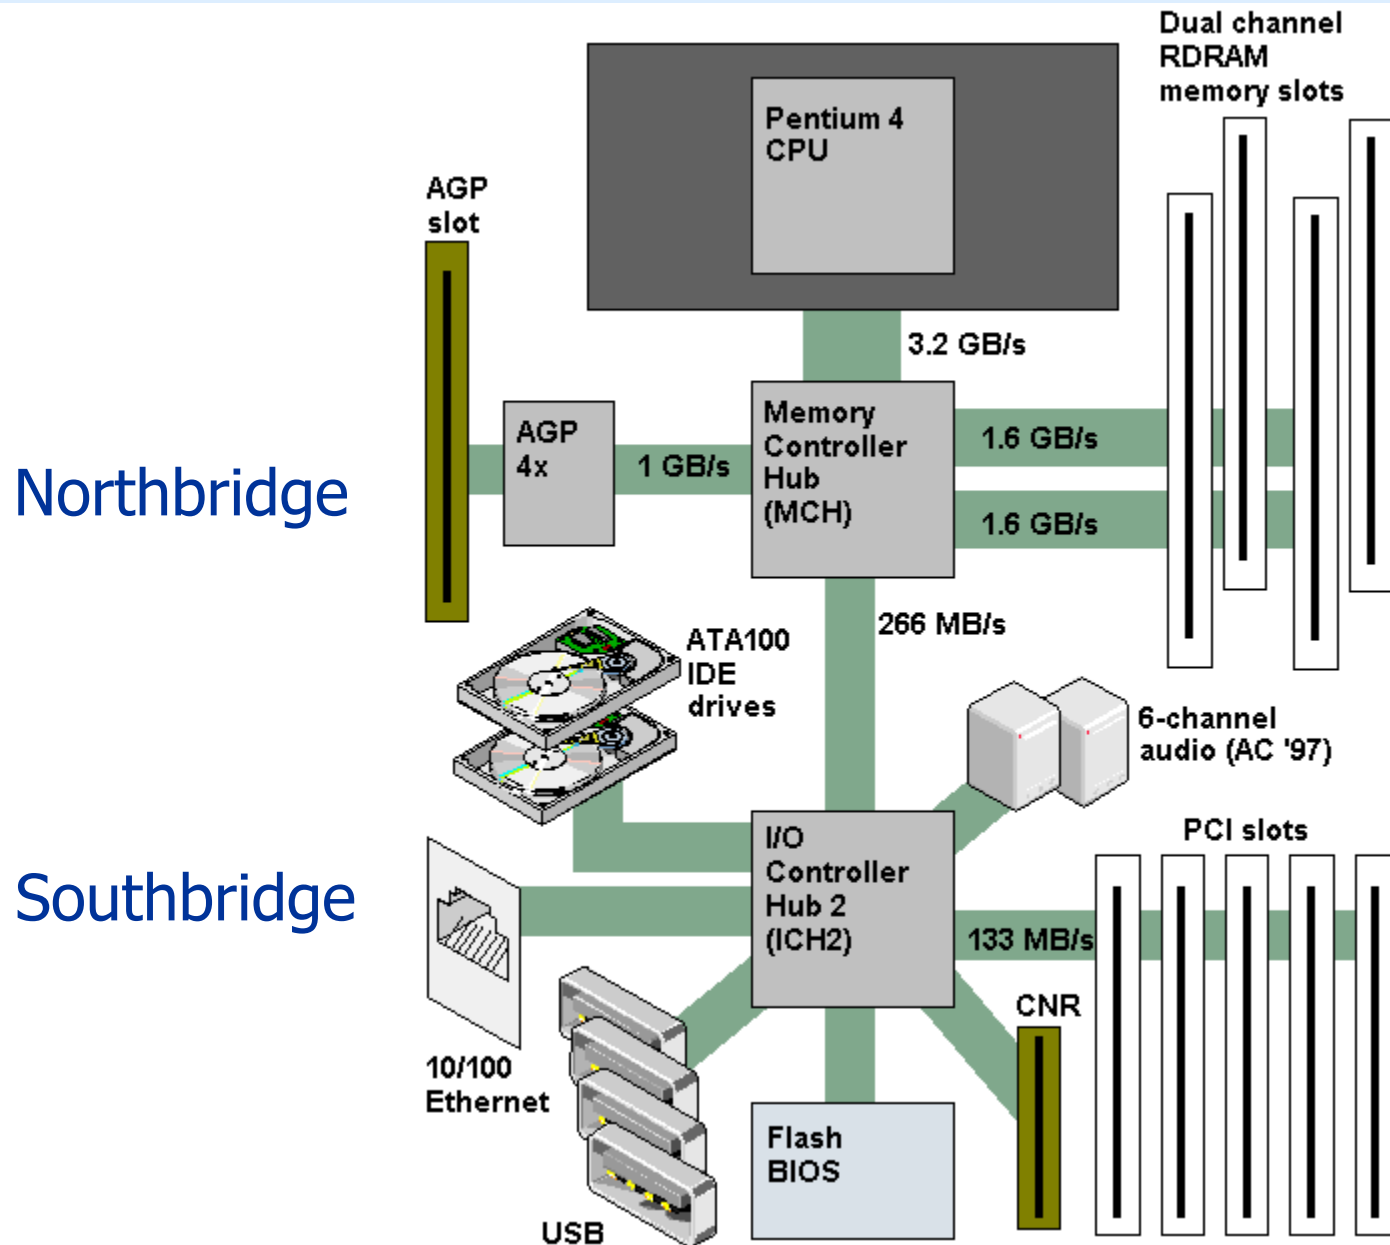 Dual channel
RDRAM
memory slots
Pentium 4
CPU
AGP
slot
3.2 GB/s
Memory
Controller
Hub
(MCH)
AGP
4x
1 GB/s
1.6 GB/s
1.6 GB/s
Northbridge
266 MB/s
ATA100
IDE
drives
6-channel
audio (AC '97)
PCI slots
I/O
Controller
Hub 2
(ICH2)
Southbridge
133 MB/s
CNR
10/100
Ethernet
Flash
BIOS
USB